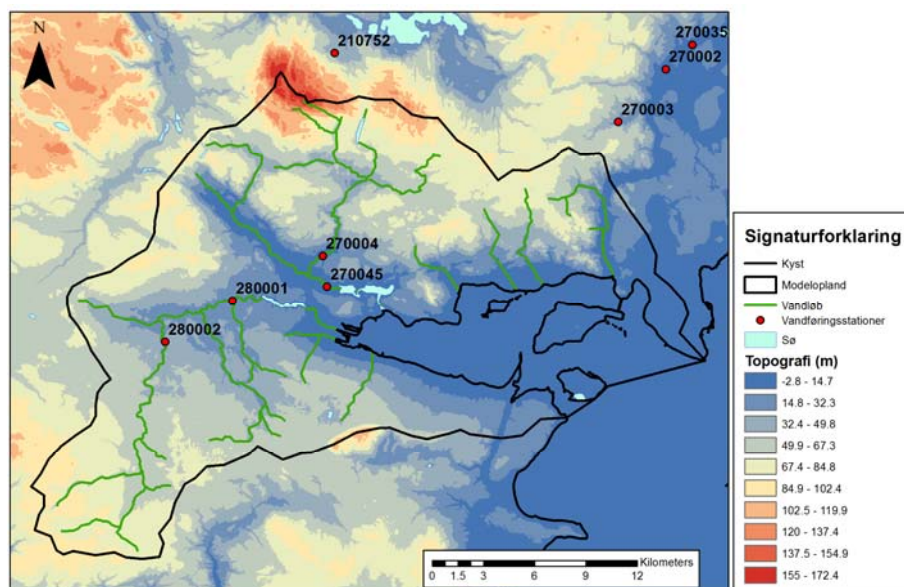 N
210752
270035
270002
270003
270004
270045
280001
280002
Kilometers
0 1.5 3 6 9 12
Signaturforklaring
Kyst
Modelopland
Vandløb
Vandføringsstationer
Sø
Topografi (m)
-2.8 - 14.7
14.8 - 32.3
32.4 - 49.8
49.9 - 67.3
67.4 - 84.8
84.9 - 102.4
102.5 - 119.9
120 - 137.4
137.5 - 154.9
155 - 172.4